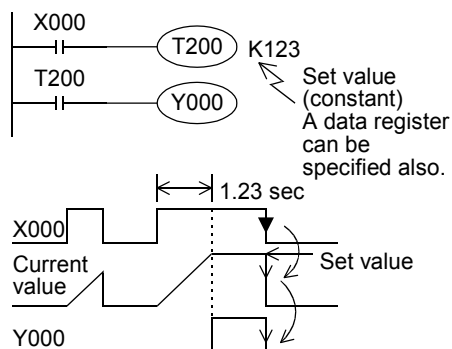 X000
T200 K123
T200
Y000
Set value
(constant)
A data register
can be
specified also.
1.23 sec
X000
Current
value
Set value
Y000